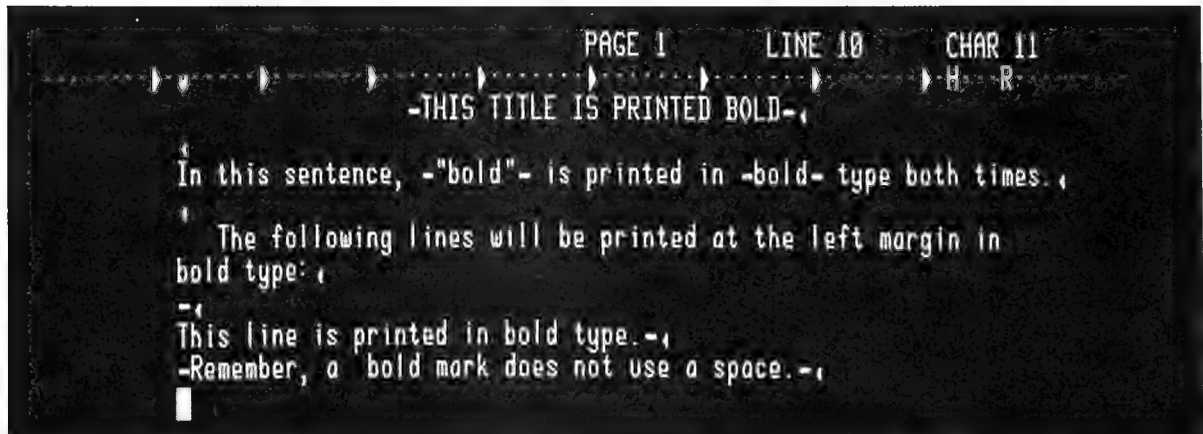 PAGE 1 LINE 10 CHAR 11
H R
-THIS TITLE IS PRINTED BOLD-
In this sentence, -"bold"- is printed in -bold- type both times.
The following lines will be printed at the left margin in
bold type:
-
This line is printed in bold type.-
-Remember, a bold mark does not use a space.-